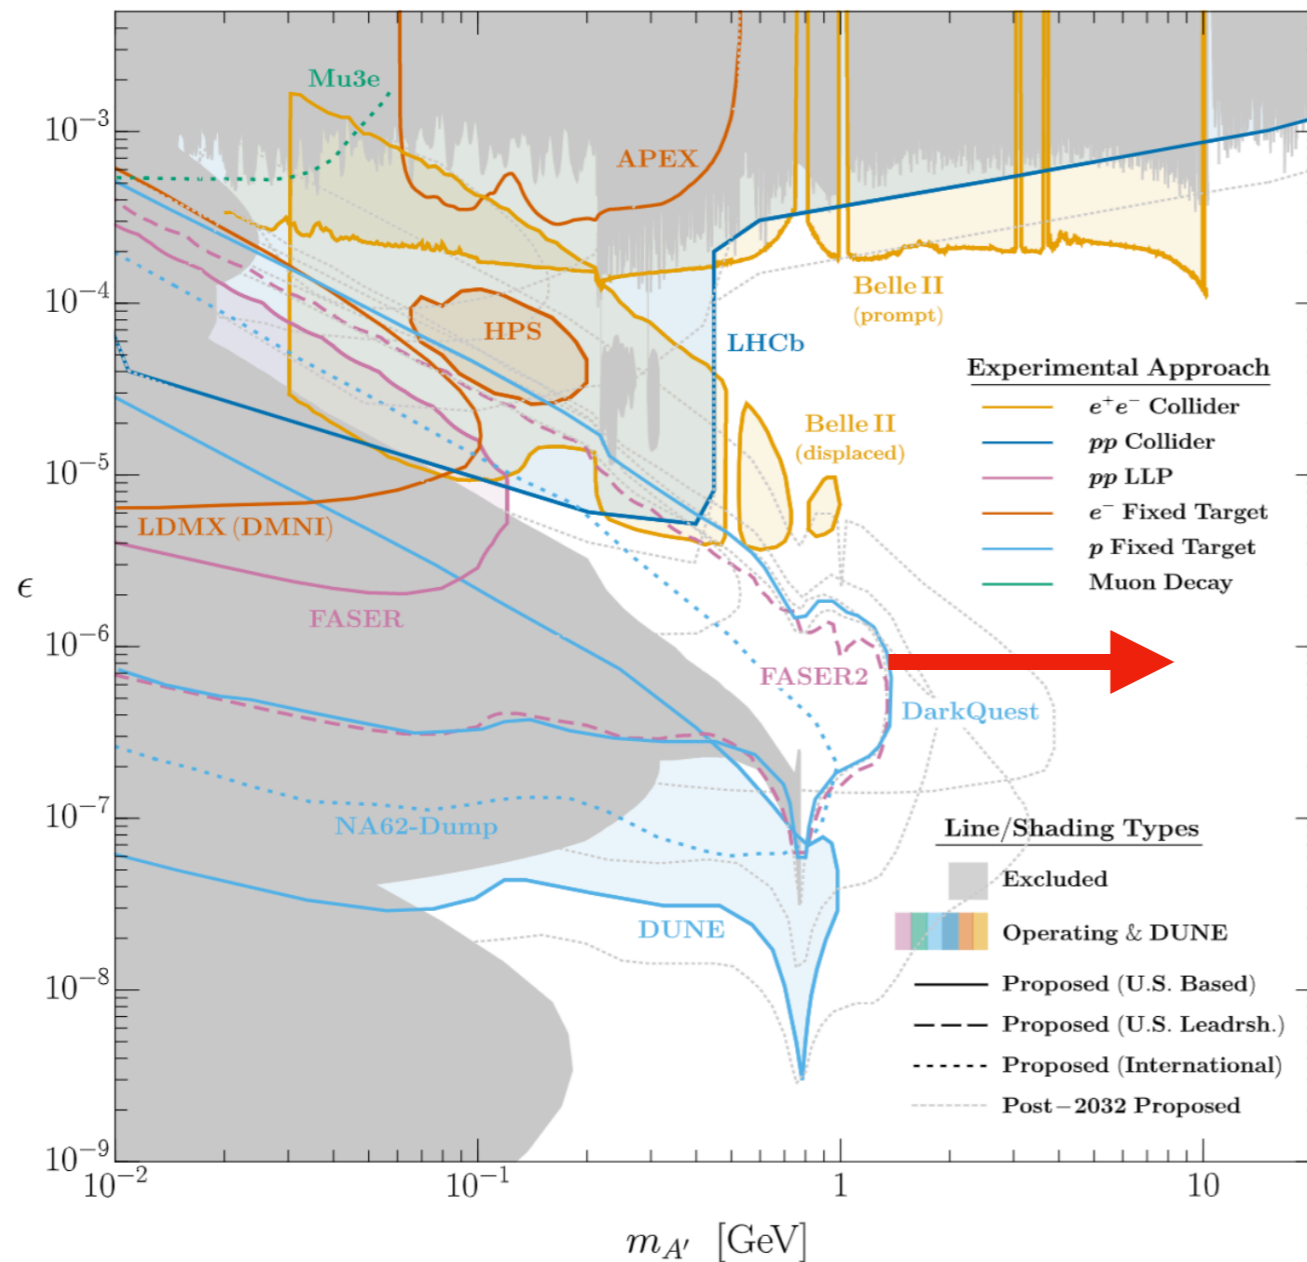 Mu3e
10⁻³
APEX
10⁻⁴
HPS
Belle II
(prompt)
LHCb
Experimental Approach
e⁺e⁻ Collider
pp Collider
pp LLP
e⁻ Fixed Target
p Fixed Target
Muon Decay
Belle II
(displaced)
10⁻⁵
LDMX (DMNI)
ϵ
FASER
10⁻⁶
FASER2
DarkQuest
10⁻⁷
NA62-Dump
Line/Shading Types
Excluded
Operating & DUNE
Proposed (U.S. Based)
Proposed (U.S. Leadrsh.)
Proposed (International)
Post−2032 Proposed
DUNE
10⁻⁸
10⁻⁹
10⁻² 10⁻¹ 1 10
m_A′ [GeV]